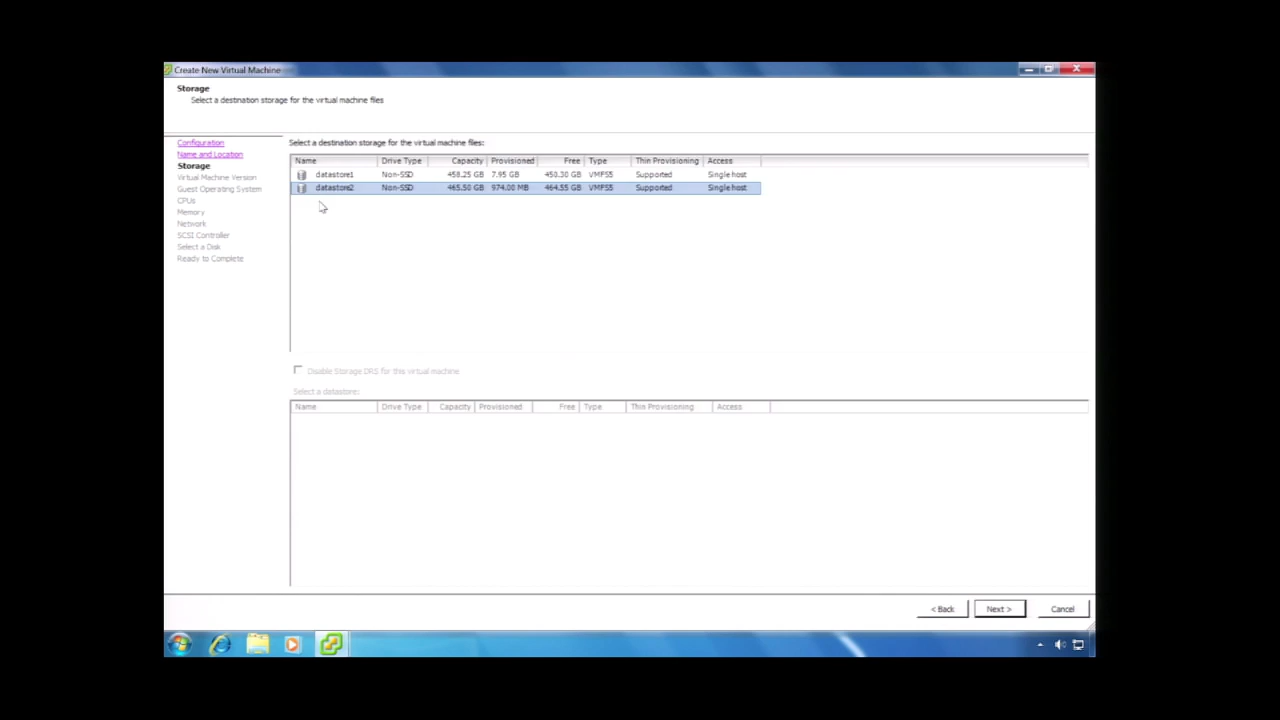 Create New Virtual Machine
Storage
Select a destination storage for the virtual machine files
Configuration
Name and Location
Storage
Virtual Machine Version
Guest Operating System
CPUs
Memory
Network
SCSI Controller
Select a Disk
Ready to Complete
Select a destination storage for the virtual machine files:
Name Drive Type Capacity Provisioned Free Type Thin Provisioning Access
datastore1 Non-SSD 458.25 GB 7.95 GB 450.30 GB VMFS5 Supported Single host
datastore2 Non-SSD 465.50 GB 974.00 MB 464.55 GB VMFS5 Supported Single host
Disable Storage DRS for this virtual machine
Select a datastore:
Name Drive Type Capacity Provisioned Free Type Thin Provisioning Access
< Back Next > Cancel